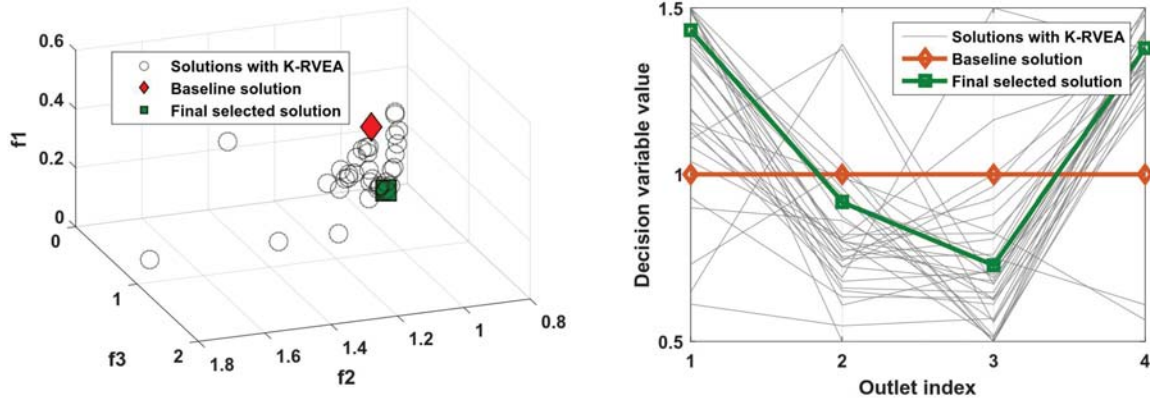 0.6
0.4
0.2
0
f1
0
1
2
f3
1.8
1.6
1.4
1.2
1
0.8
f2
Solutions with K-RVEA
Baseline solution
Final selected solution
1.5
1
0.5
Decision variable value
Solutions with K-RVEA
Baseline solution
Final selected solution
1
2
3
4
Outlet index